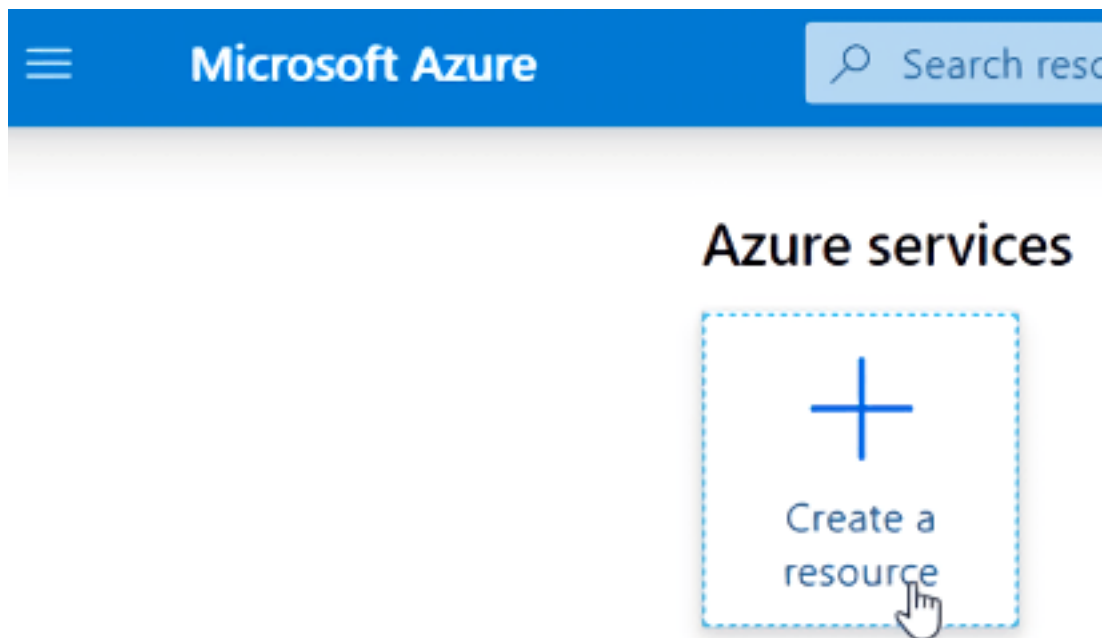 Microsoft Azure
Search reso
Azure services
Create a
resource